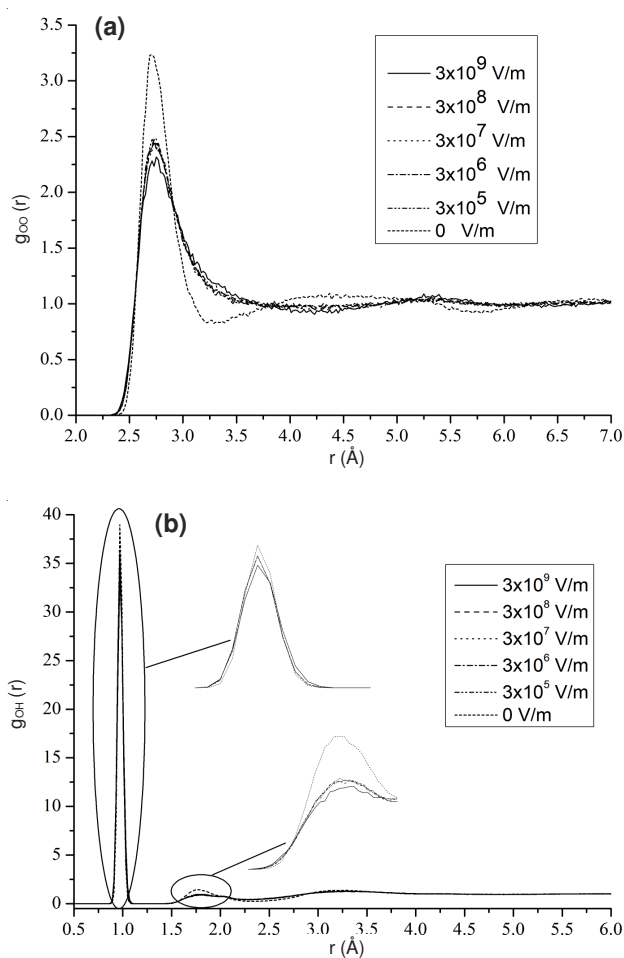 (a)
3.5
3.0
2.5
2.0
1.5
1.0
0.5
0.0
g_OO (r)
3x10^9 V/m
3x10^8 V/m
3x10^7 V/m
3x10^6 V/m
3x10^5 V/m
0 V/m
2.0 2.5 3.0 3.5 4.0 4.5 5.0 5.5 6.0 6.5 7.0
r (Å)
(b)
40
35
30
25
20
15
10
5
0
g_OH (r)
3x10^9 V/m
3x10^8 V/m
3x10^7 V/m
3x10^6 V/m
3x10^5 V/m
0 V/m
0.5 1.0 1.5 2.0 2.5 3.0 3.5 4.0 4.5 5.0 5.5 6.0
r (Å)